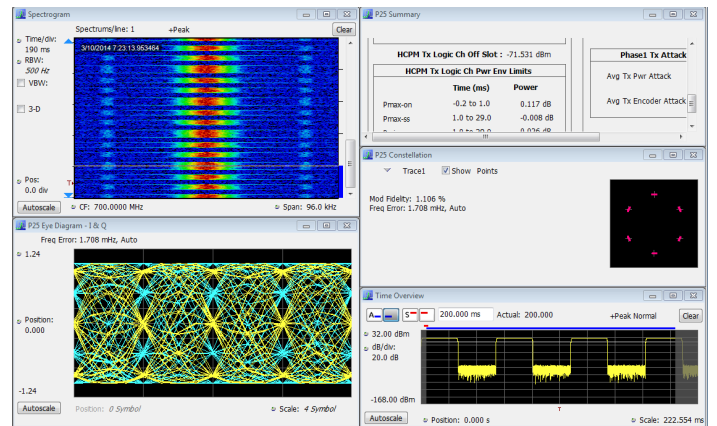 Spectrogram
Spectrums/line: 1
+Peak
Clear
Time/div:
190 ms
RBW:
500 Hz
VBW:
3-D
3/10/2014 7:23:13.953464
Pos:
0.0 div
T
Autoscale
CF: 700.0000 MHz
Span: 96.0 kHz
P25 Eye Diagram - I & Q
Freq Error: 1.708 mHz, Auto
1.24
Position:
0.000
-1.24
Autoscale
Position: 0 Symbol
Scale: 4 Symbol
P25 Summary
HCPM Tx Logic Ch Off Slot : -71.531 dBm
HCPM Tx Logic Ch Pwr Env Limits
Time (ms) Power
Pmax-on -0.2 to 1.0 0.117 dB
Pmax-ss 1.0 to 29.0 -0.008 dB
1.0 to 29.0 0.026 dB
Phase1 Tx Attack
Avg Tx Pwr Attack
Avg Tx Encoder Attack
P25 Constellation
Trace1
Show Points
Mod Fidelity: 1.106 %
Freq Error: 1.708 mHz, Auto
Time Overview
A
S
200.000 ms
Actual: 200.000
+Peak Normal
Clear
32.00 dBm
dB/div:
20.0 dB
-168.00 dBm
T
Autoscale
Position: 0.000 s
Scale: 222.554 ms